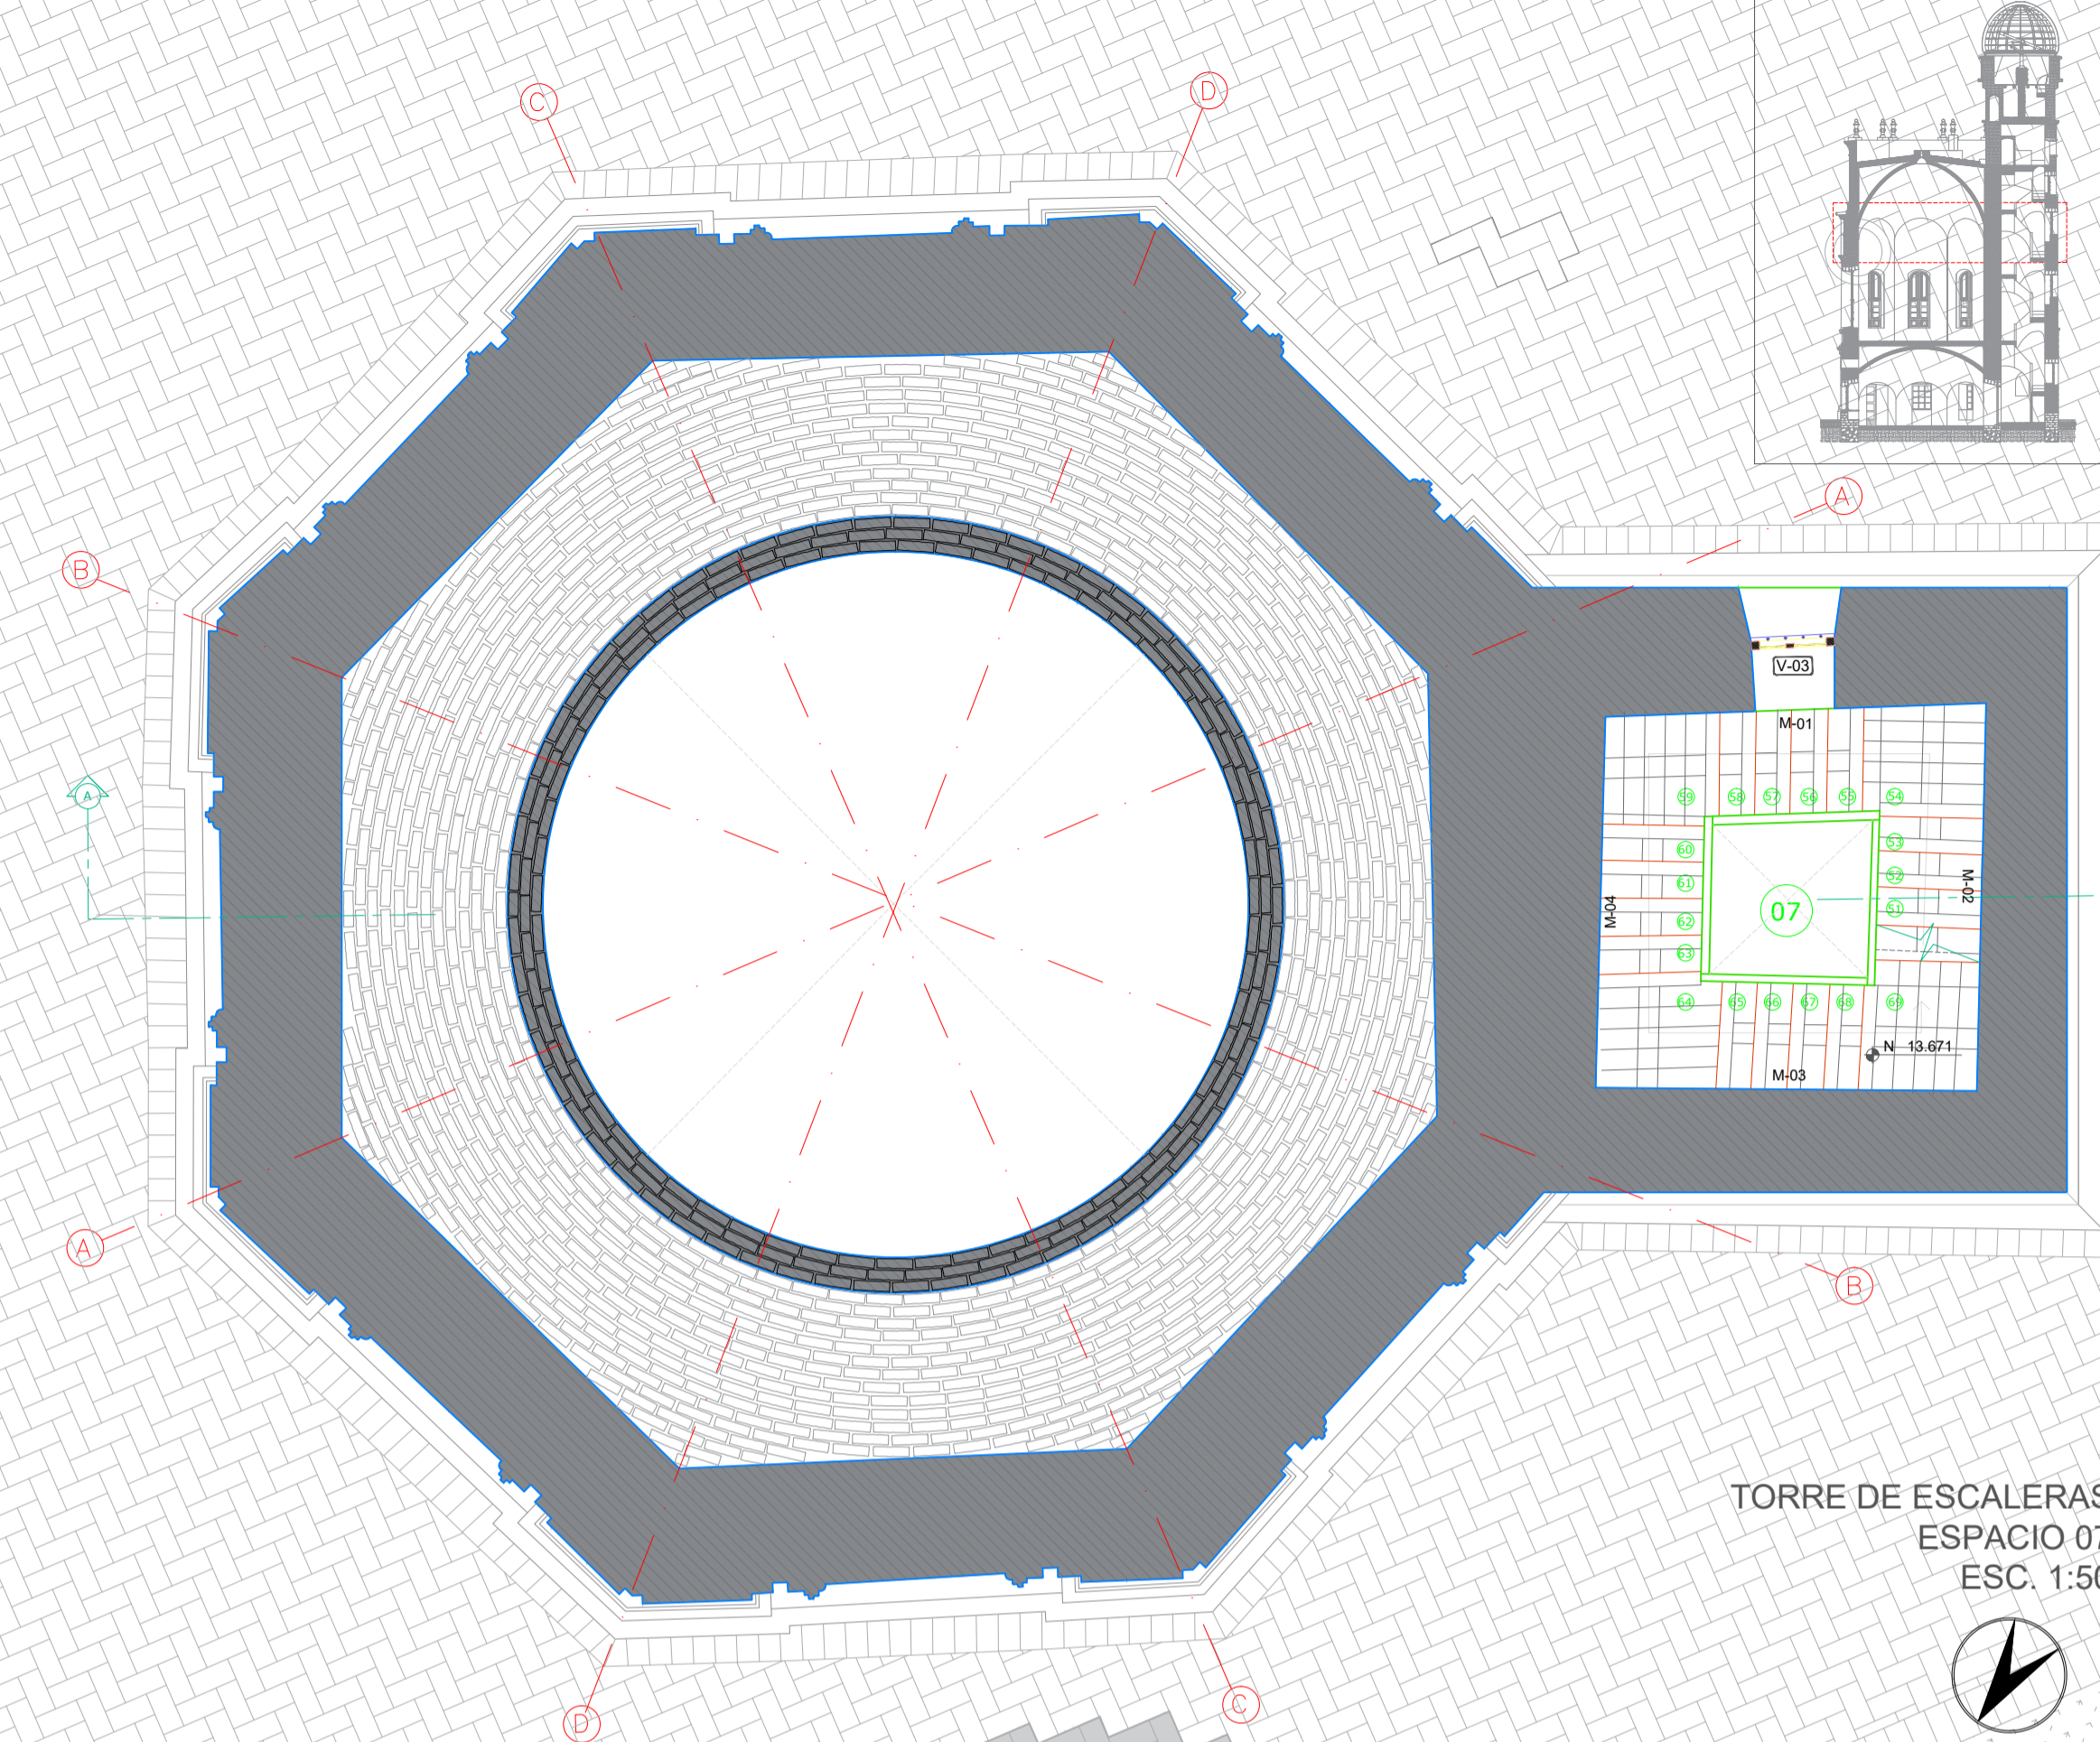 C
D
A
B
V-03
M-01
59 58 57 56 55 54
53
60
A
52
61
M-02
M-04
07
51
62
63
64 65 66 67 68 69
N 13.671
M-03
A
B
TORRE DE ESCALERAS
ESPACIO 07
ESC. 1:50
D
C